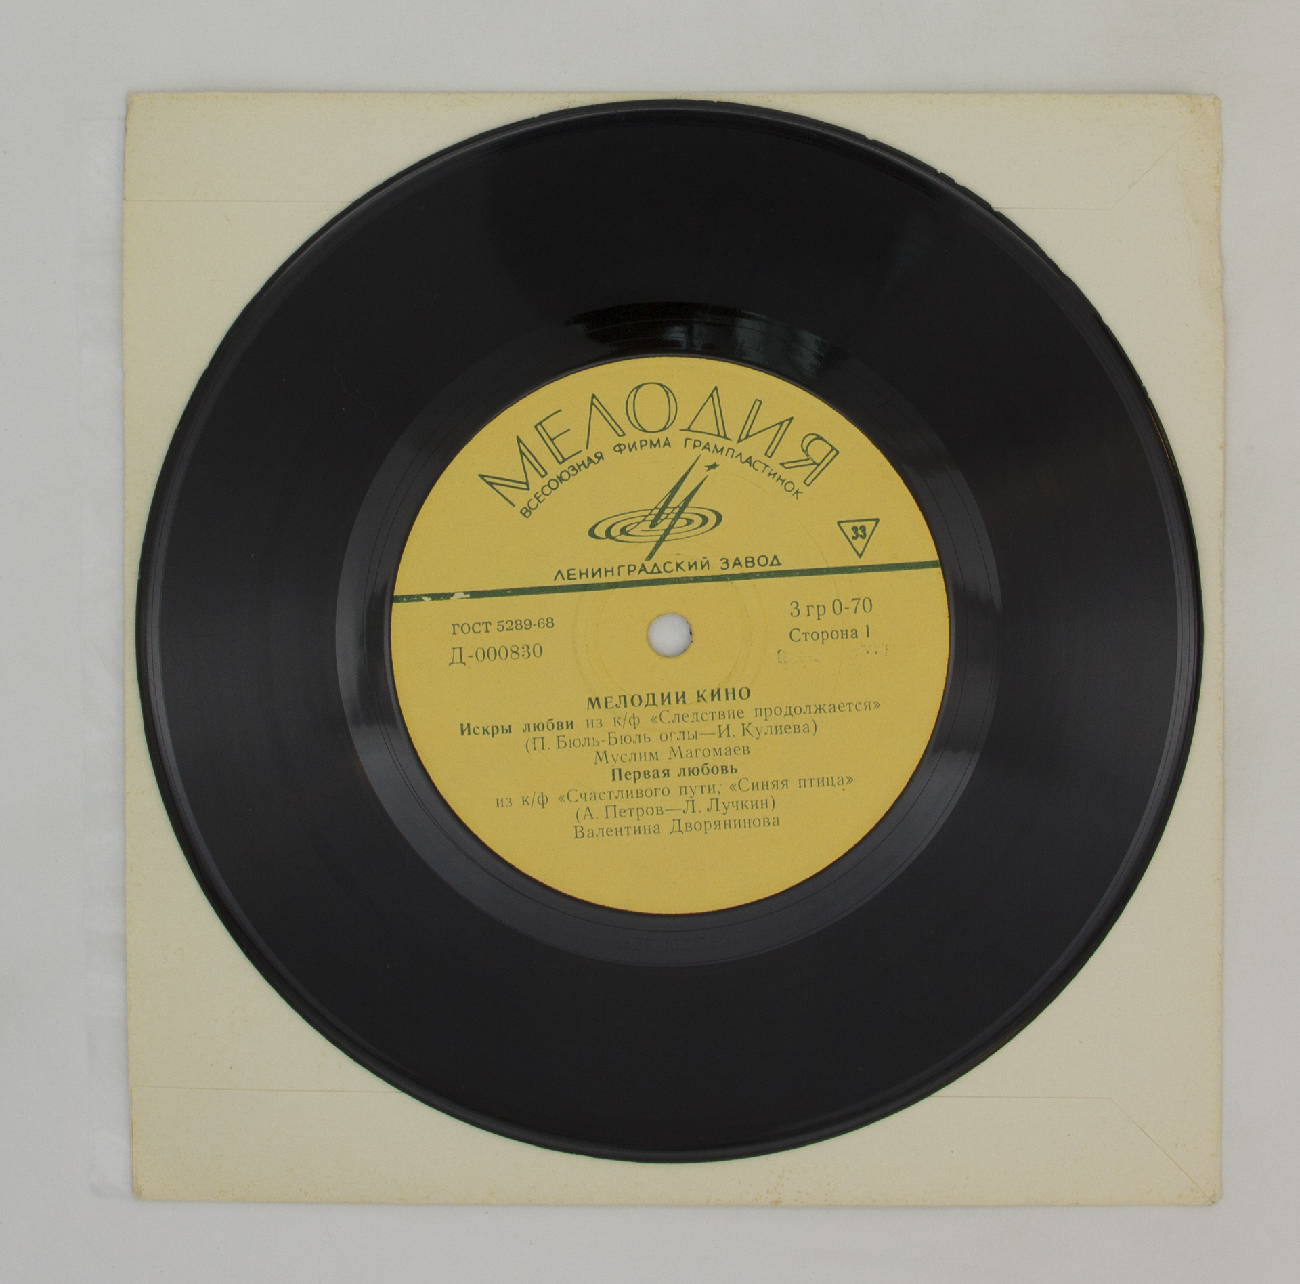 МЕЛОДИЯ
ВСЕСОЮЗНАЯ ФИРМА ГРАМПЛАСТИНОК
33
ЛЕНИНГРАДСКИЙ ЗАВОД
ГОСТ 5289-68
Д-000830
3 гр 0-70
Сторона 1
МЕЛОДИИ КИНО
Искры любви из к/ф «Следствие продолжается»
(П. Бюль-Бюль оглы—И. Кулиева)
Муслим Магомаев
Первая любовь
из к/ф «Счастливого пути, «Синяя птица»
(А. Петров—Л. Лучкин)
Валентина Дворянинова